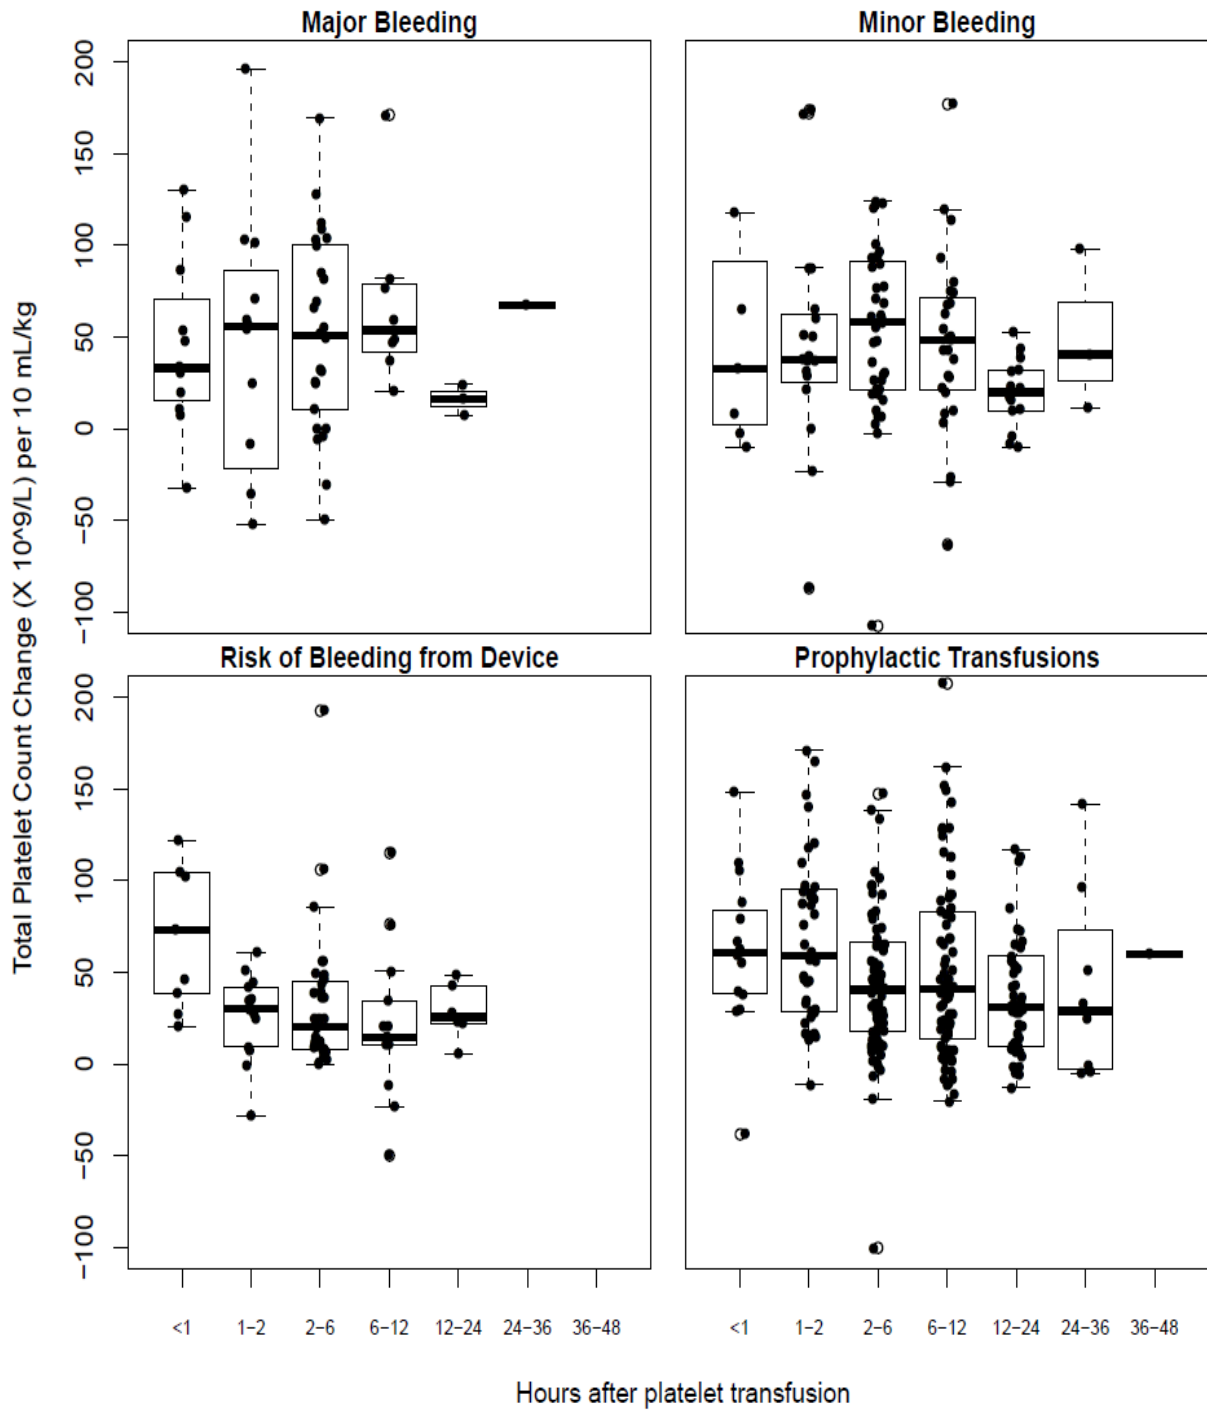 Major Bleeding
Minor Bleeding
200
150
100
50
0
−50
−100
Risk of Bleeding from Device
Prophylactic Transfusions
200
150
100
50
0
−50
−100
Total Platelet Count Change (X 10^9/L) per 10 mL/kg
<1 1−2 2−6 6−12 12−24 24−36 36−48
<1 1−2 2−6 6−12 12−24 24−36 36−48
Hours after platelet transfusion